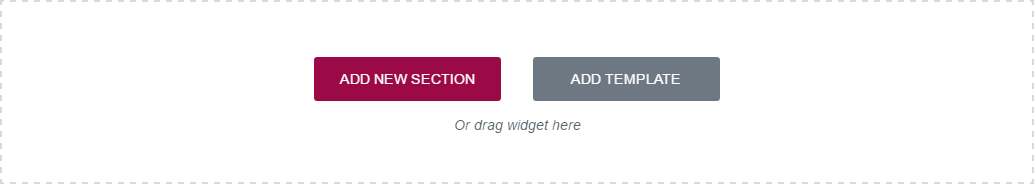 ADD NEW SECTION ADD TEMPLATE
Or drag widget here